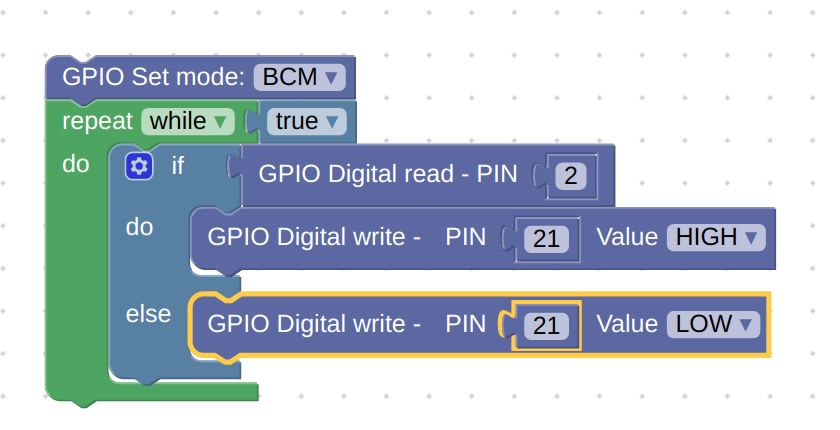 GPIO Set mode: BCM ▾
repeat while ▾ true ▾
do if GPIO Digital read - PIN 2
do GPIO Digital write - PIN 21 Value HIGH ▾
else GPIO Digital write - PIN 21 Value LOW ▾